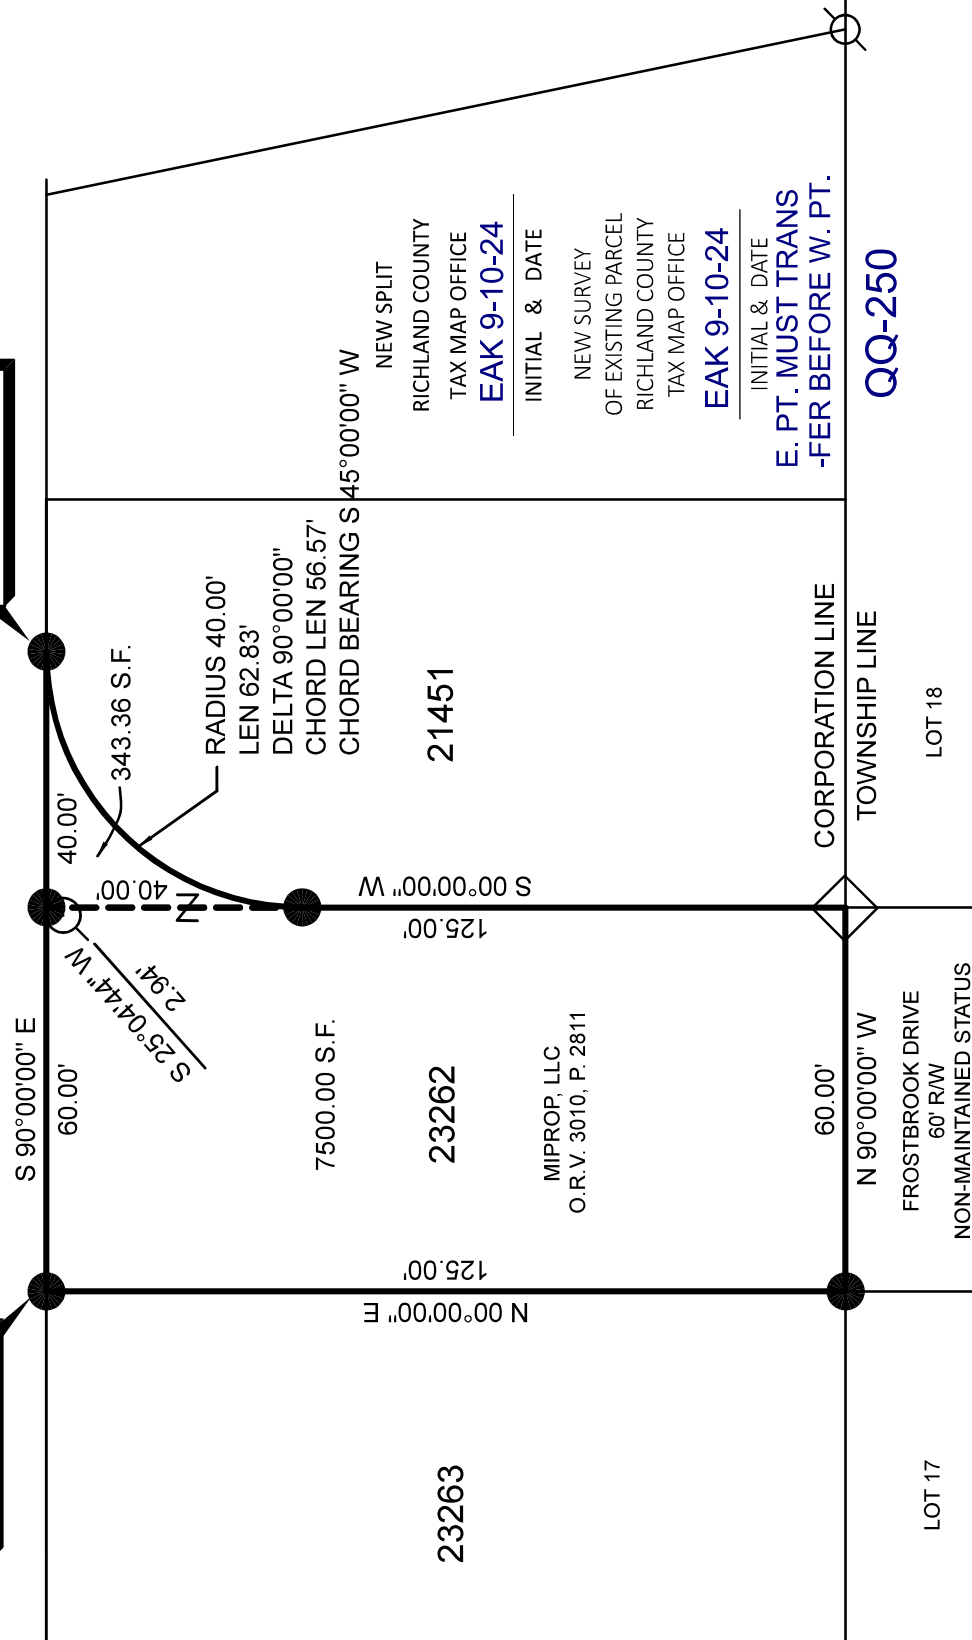 S 90°00'00" E
60.00'
40.00'
40.00'
Z
S 25°04'44" W
2.94'
343.36 S.F.
RADIUS 40.00'
LEN 62.83'
DELTA 90°00'00"
CHORD LEN 56.57'
CHORD BEARING S 45°00'00" W
NEW SPLIT
RICHLAND COUNTY
TAX MAP OFFICE
EAK 9-10-24
INITIAL & DATE
NEW SURVEY
OF EXISTING PARCEL
RICHLAND COUNTY
TAX MAP OFFICE
EAK 9-10-24
INITIAL & DATE
E. PT. MUST TRANS
-FER BEFORE W. PT.
QQ-250
7500.00 S.F.
23262
MIPROP, LLC
O.R.V. 3010, P. 2811
S 00°00'00" W
125.00'
125.00'
N 00°00'00" E
23263
21451
60.00'
N 90°00'00" W
CORPORATION LINE
TOWNSHIP LINE
FROSTBROOK DRIVE
60' R/W
NON-MAINTAINED STATUS
LOT 17
LOT 18